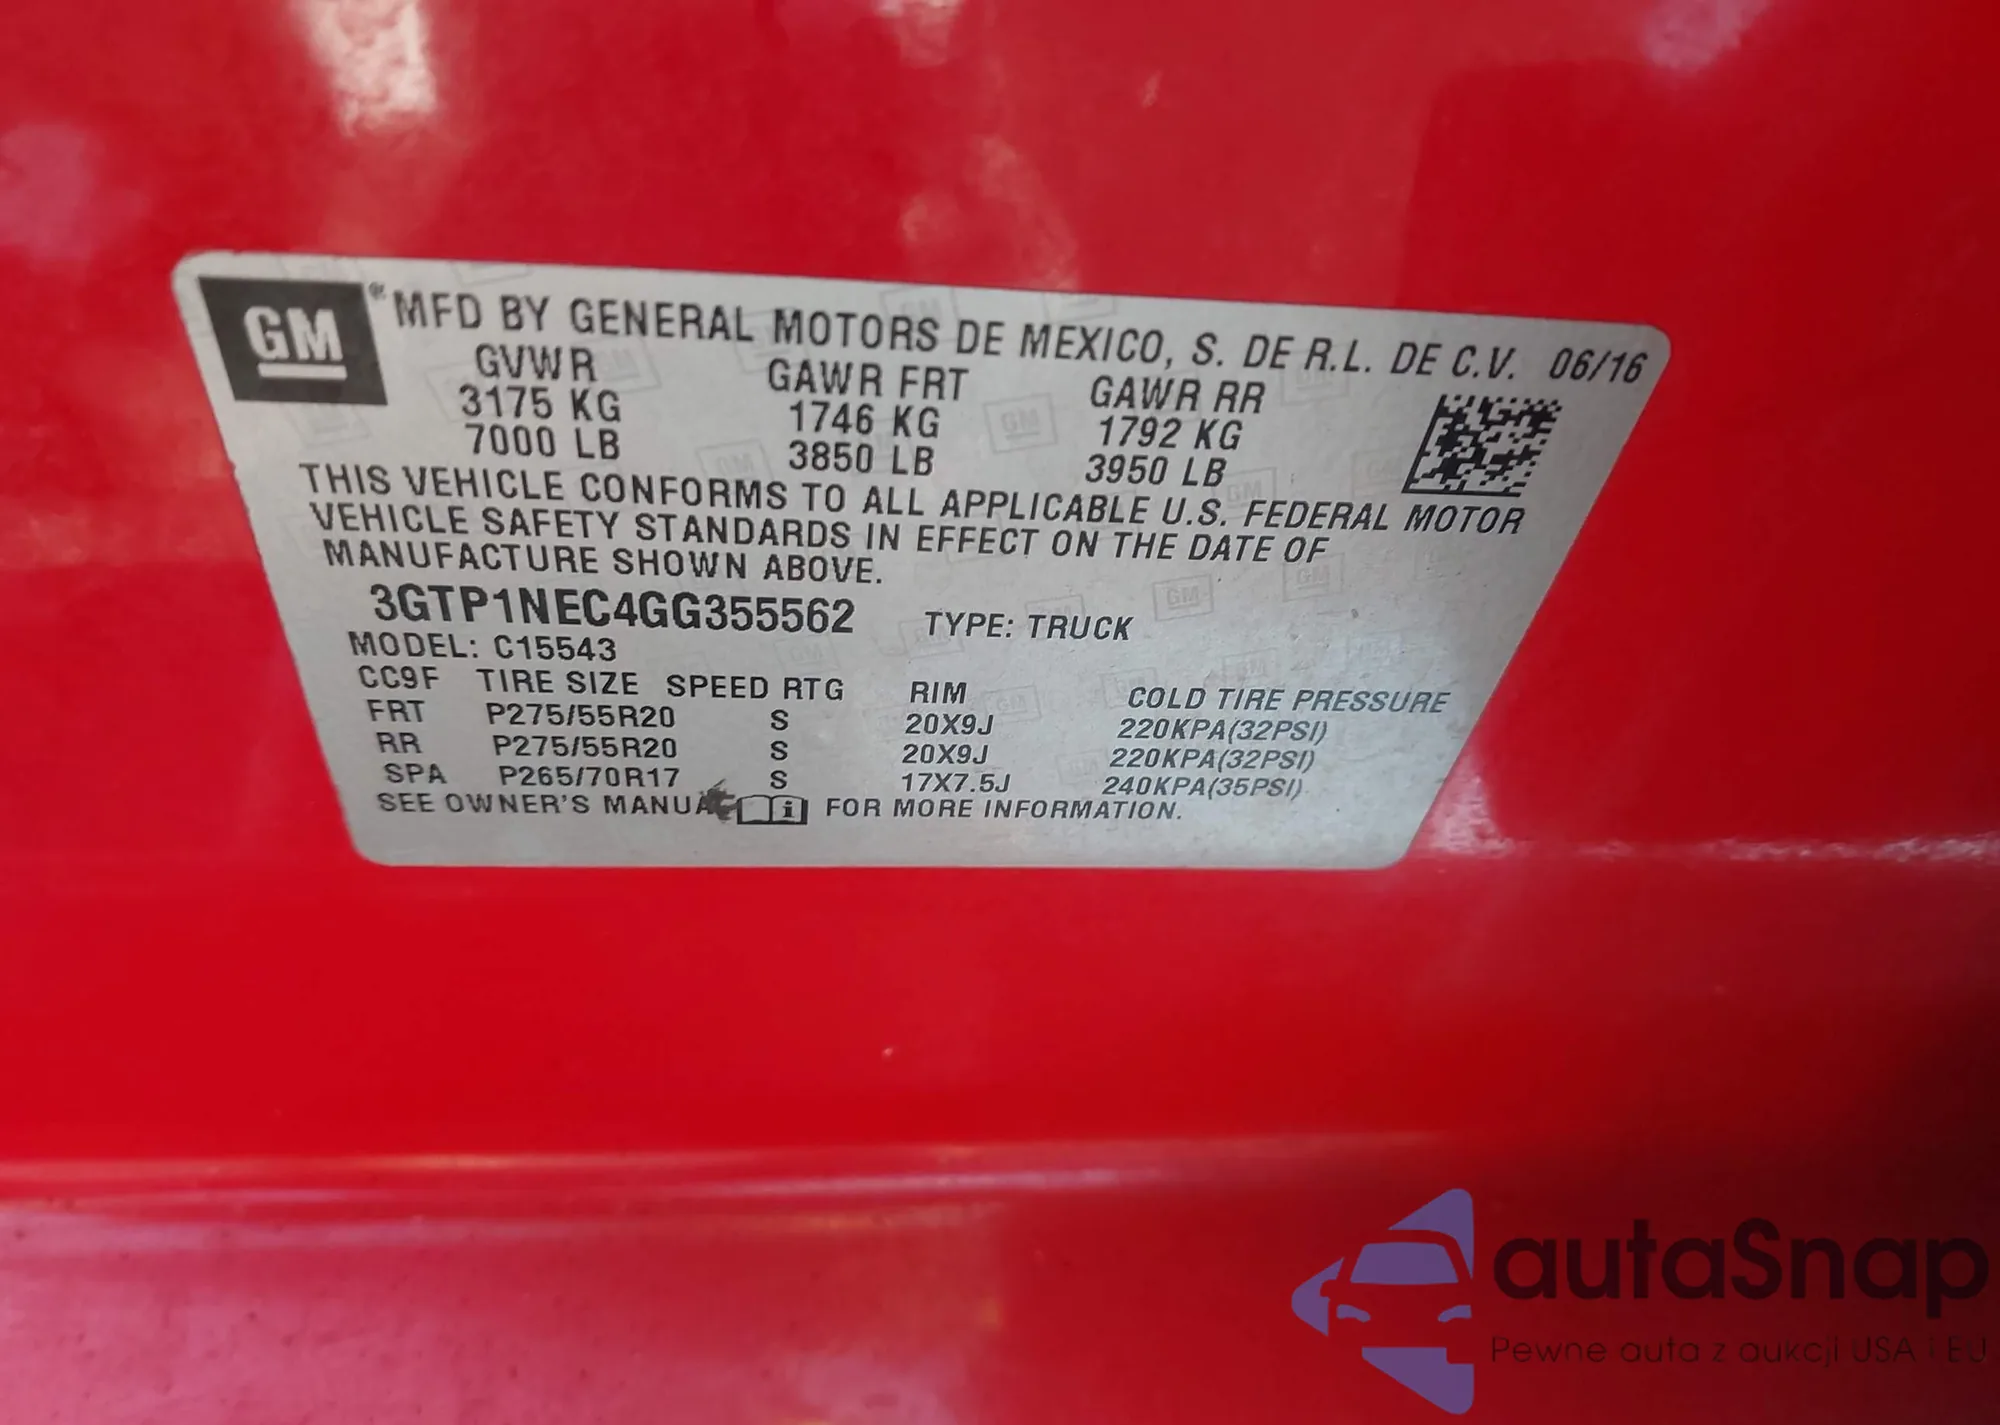 GM ® MFD BY GENERAL MOTORS DE MEXICO, S. DE R.L. DE C.V. 06/16
GVWR GAWR FRT GAWR RR
3175 KG 1746 KG 1792 KG
7000 LB 3850 LB 3950 LB
THIS VEHICLE CONFORMS TO ALL APPLICABLE U.S. FEDERAL MOTOR
VEHICLE SAFETY STANDARDS IN EFFECT ON THE DATE OF
MANUFACTURE SHOWN ABOVE.
3GTP1NEC4GG355562 TYPE: TRUCK
MODEL: C15543
CC9F TIRE SIZE SPEED RTG RIM COLD TIRE PRESSURE
FRT P275/55R20 S 20X9J 220KPA(32PSI)
RR P275/55R20 S 20X9J 220KPA(32PSI)
SPA P265/70R17 S 17X7.5J 240KPA(35PSI)
SEE OWNER'S MANUAL i FOR MORE INFORMATION.
autaSnap
Pewne auta z aukcji USA i EU